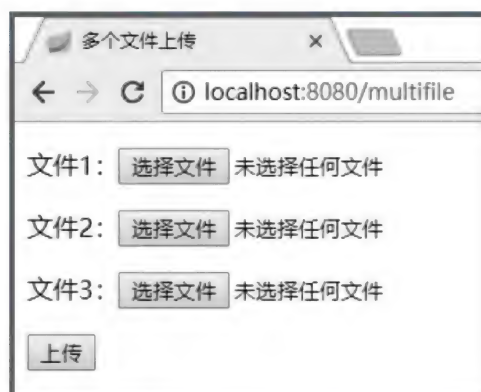 多个文件上传
localhost:8080/multifile
文件1：选择文件 未选择任何文件
文件2：选择文件 未选择任何文件
文件3：选择文件 未选择任何文件
上传